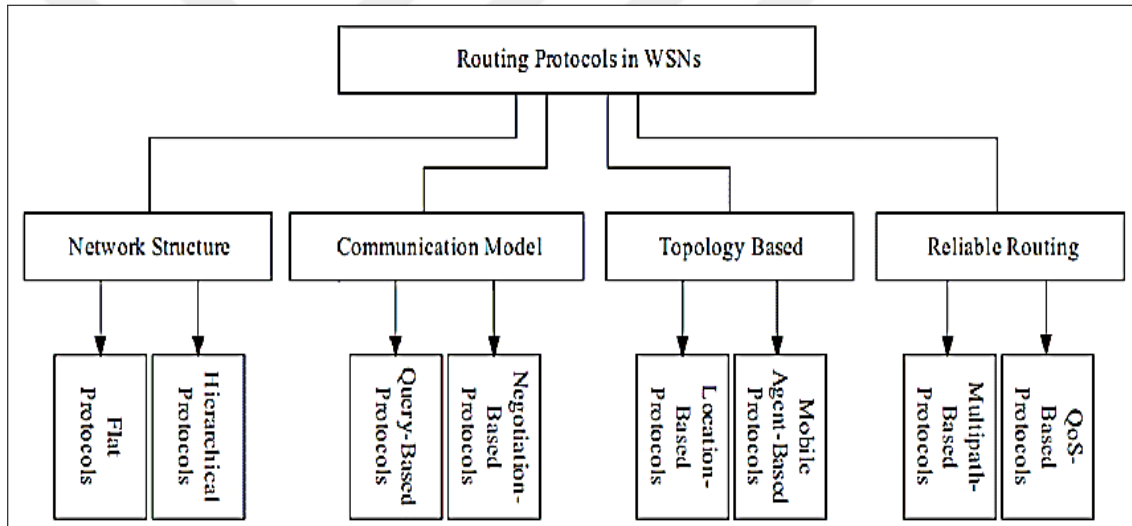 Routing Protocols in WSNs
Network Structure
Communication Model
Topology Based
Reliable Routing
Flat
Protocols
Hierarchical
Protocols
Query-Based
Protocols
Negotiation-
Based
Protocols
Location-
Based
Protocols
Mobile
Agent-Based
Protocols
Multipath-
Based
Protocols
QoS-
Based
Protocols